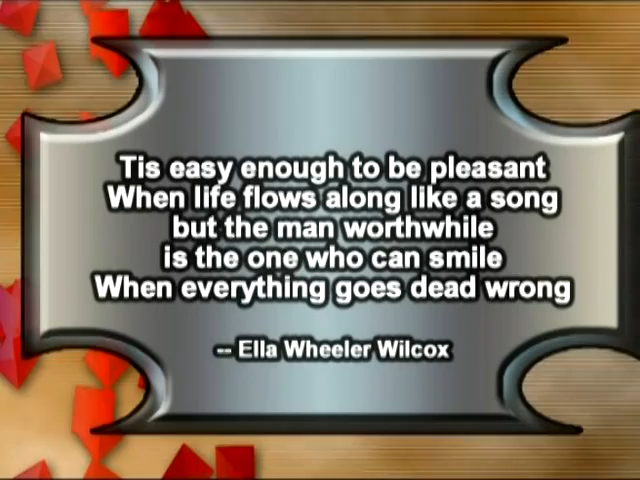 Tis easy enough to be pleasant
When life flows along like a song
but the man worthwhile
is the one who can smile
When everything goes dead wrong
-- Ella Wheeler Wilcox